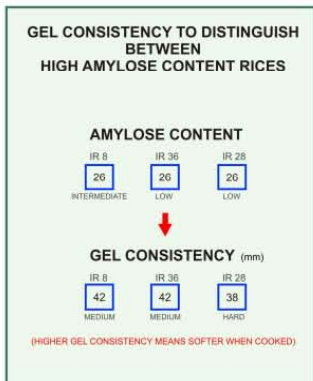 GEL CONSISTENCY TO DISTINGUISH
BETWEEN
HIGH AMYLOSE CONTENT RICES
AMYLOSE CONTENT
IR 8 IR 36 IR 28
26 26 26
INTERMEDIATE LOW LOW
GEL CONSISTENCY (mm)
IR 8 IR 36 IR 28
42 42 38
MEDIUM MEDIUM HARD
(HIGHER GEL CONSISTENCY MEANS SOFTER WHEN COOKED)